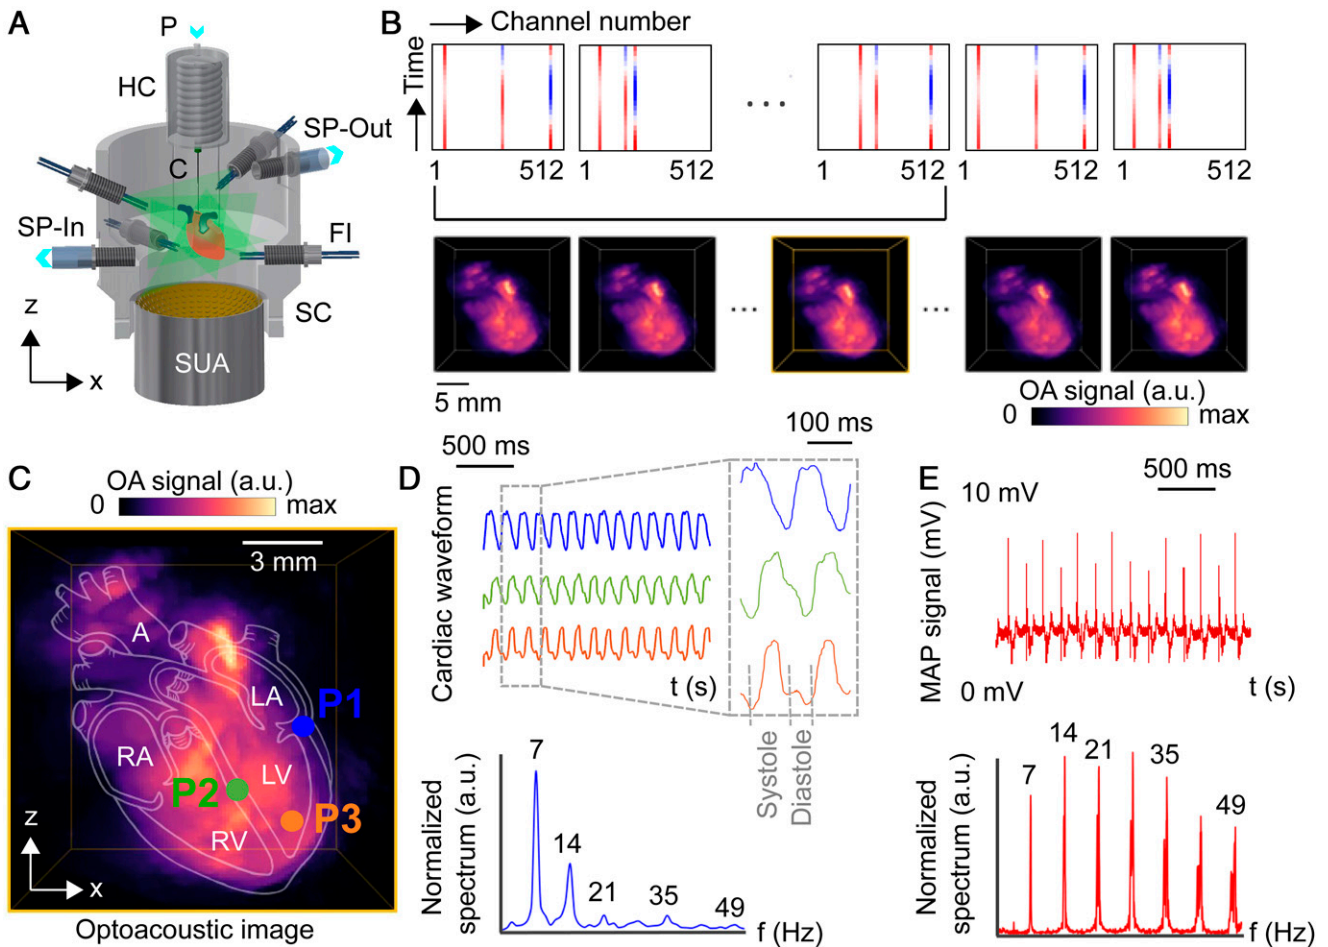 A
P
HC
SP-Out
C
SP-In
FI
z
SC
SUA
x
B
Channel number
Time
1 512 1 512 1 512 1 512 1 512
...
... ...
5 mm
OA signal (a.u.)
0 max
C
OA signal (a.u.)
0 max
3 mm
A
LA
P1
RA
LV
P2
P3
RV
z
x
Optoacoustic image
D
500 ms
100 ms
Cardiac waveform
t (s)
Systole
Diastole
Normalized
spectrum (a.u.)
7
14
21
35
49
f (Hz)
E
10 mV
500 ms
MAP signal (mV)
0 mV
t (s)
Normalized
spectrum (a.u.)
7
14
21
35
49
f (Hz)